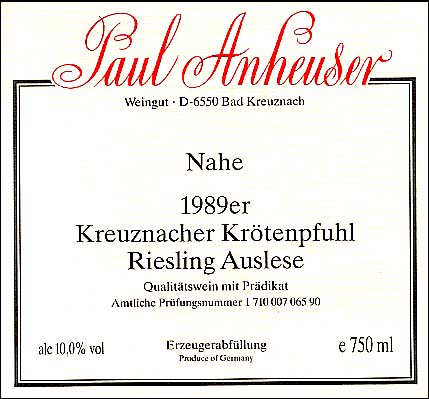 Paul Anheuser
Weingut · D-6550 Bad Kreuznach
Nahe
1989er
Kreuznacher Krötenpfuhl
Riesling Auslese
Qualitätswein mit Prädikat
Amtliche Prüfungsnummer 1 710 007 065 90
alc 10,0% vol
Erzeugerabfüllung
e 750 ml
Produce of Germany